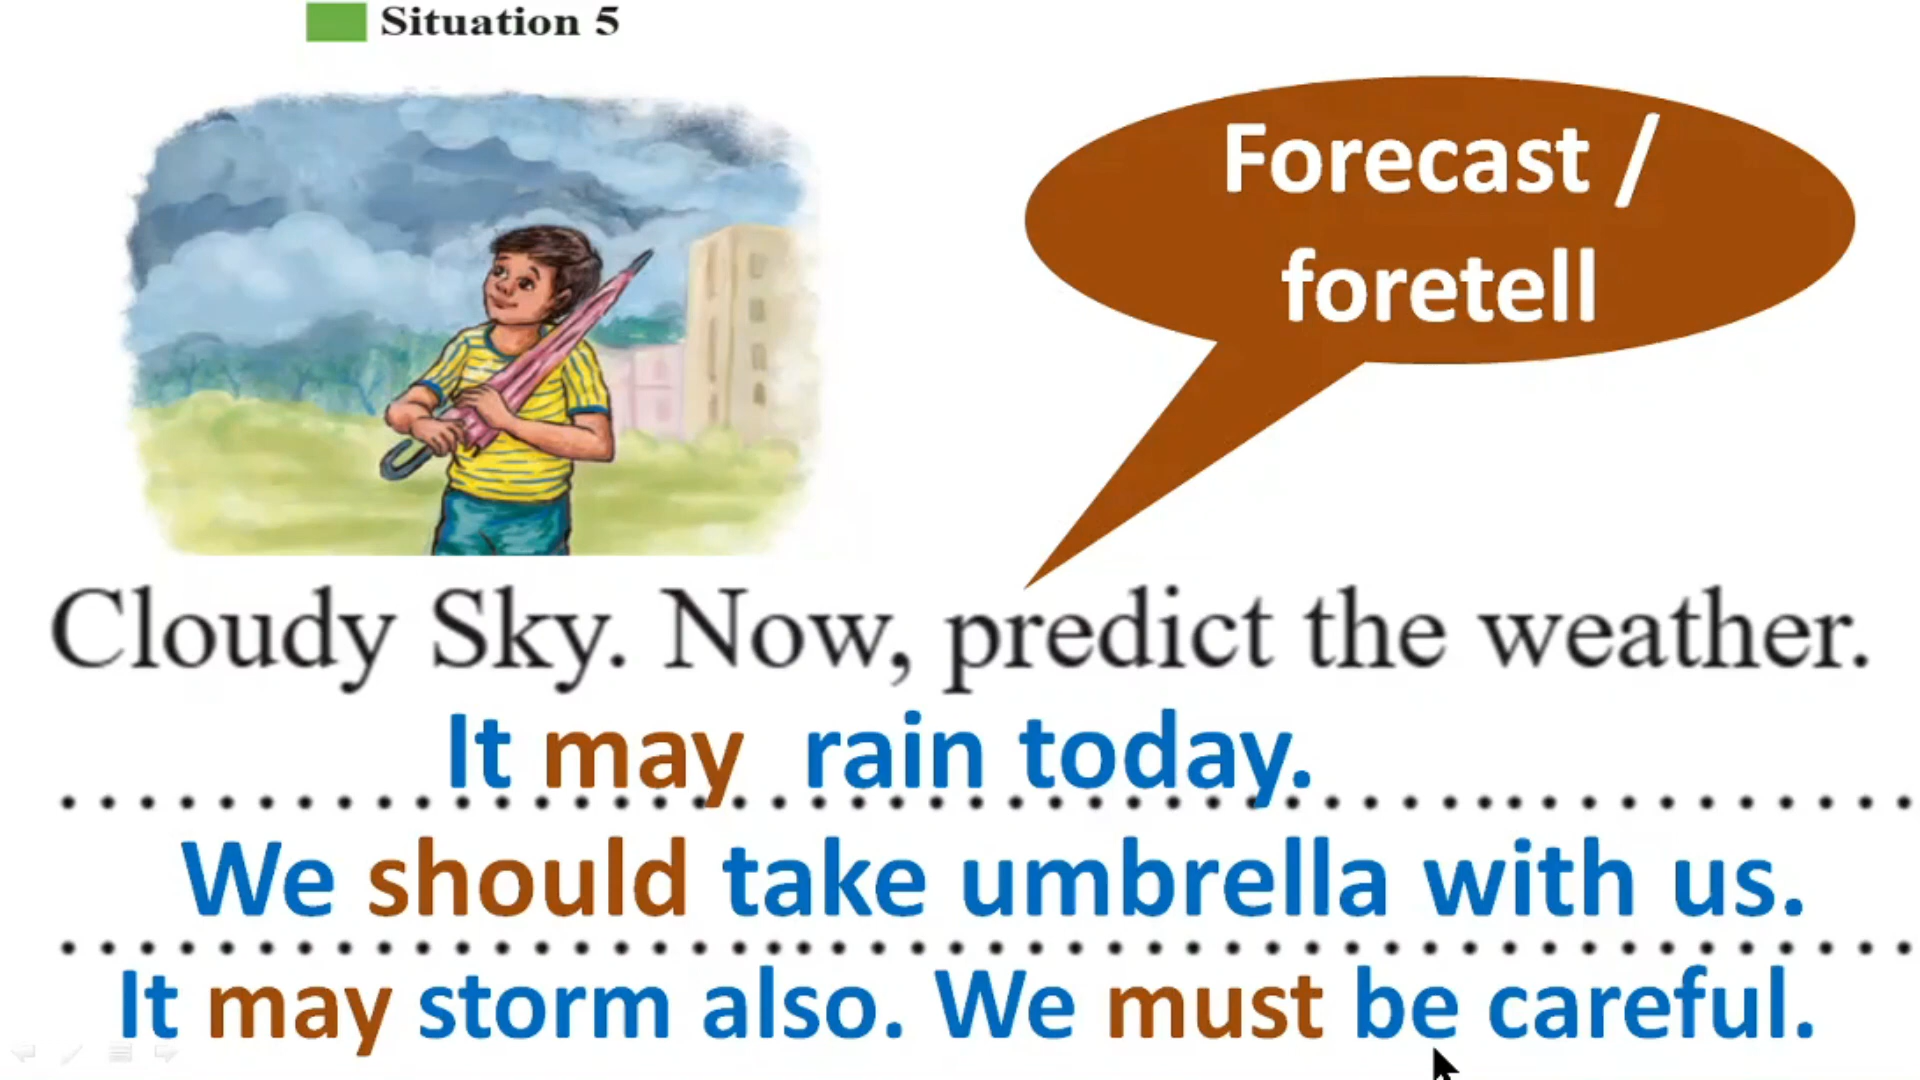 Situation 5
Forecast /
foretell
Cloudy Sky. Now, predict the weather.
It may rain today.
We should take umbrella with us.
It may storm also. We must be careful.